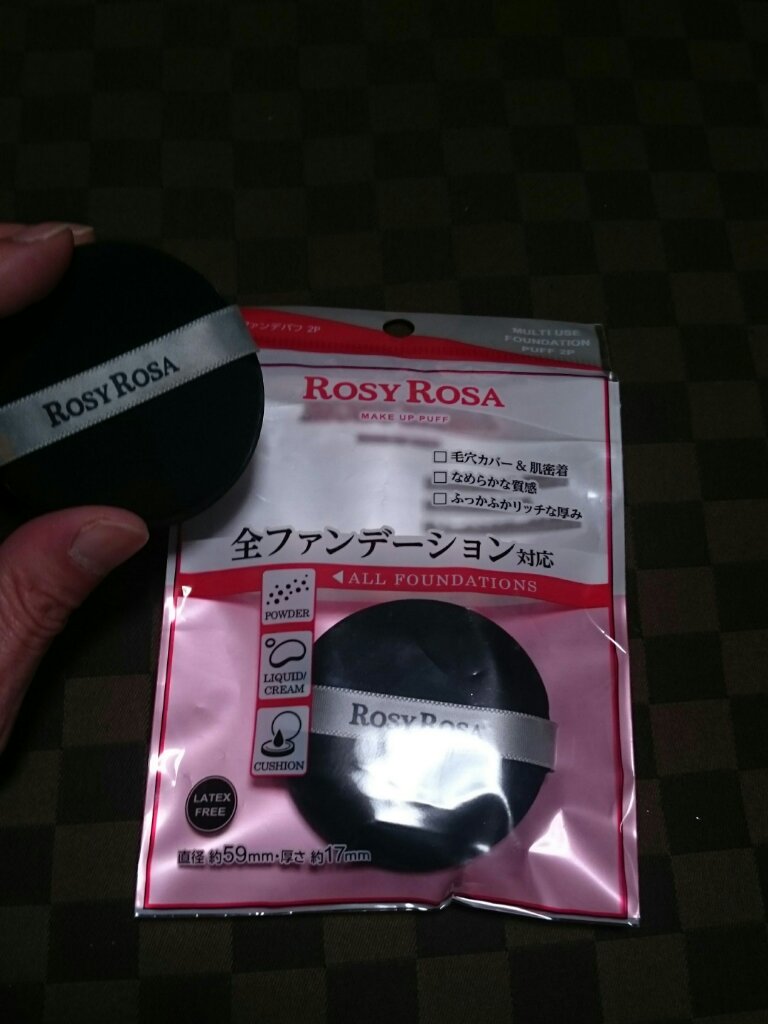 ROSY ROSA
ファンデパフ 2P
MULTI USE
FOUNDATION
PUFF 2P
ROSY ROSA
MAKE UP PUFF
□ 毛穴カバー & 肌密着
□ なめらかな質感
□ ふっかふかリッチな厚み
全ファンデーション対応
◀ALL FOUNDATIONS
POWDER
LIQUID/
CREAM
CUSHION
ROSY ROSA
LATEX
FREE
直径 約59mm・厚さ 約17mm